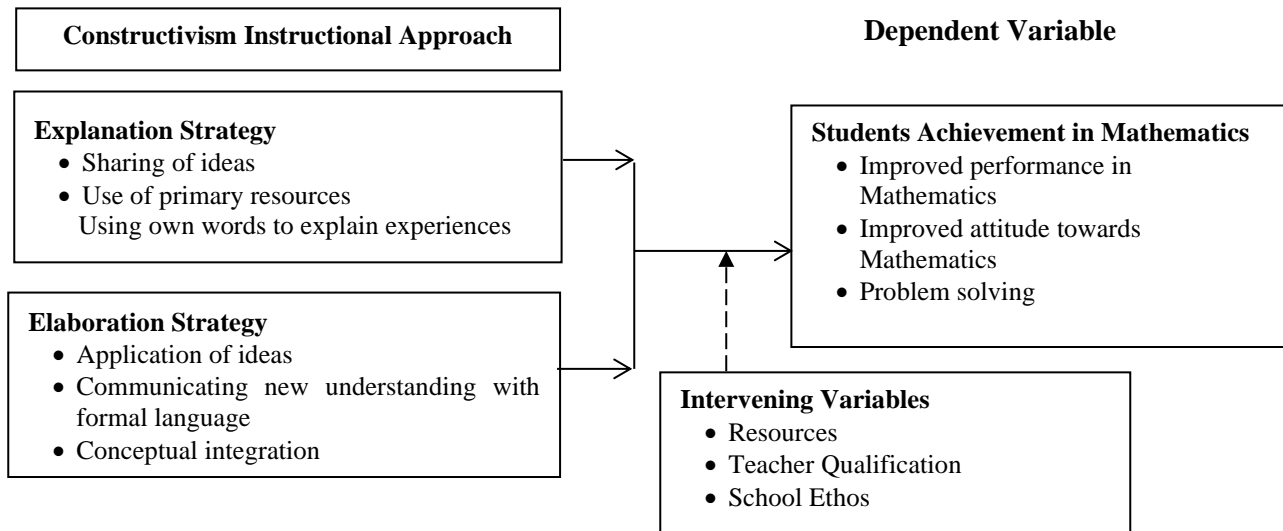 Constructivism Instructional Approach
Dependent Variable
Explanation Strategy
• Sharing of ideas
• Use of primary resources
Using own words to explain experiences
Elaboration Strategy
• Application of ideas
• Communicating new understanding with
formal language
• Conceptual integration
Students Achievement in Mathematics
• Improved performance in
Mathematics
• Improved attitude towards
Mathematics
• Problem solving
Intervening Variables
• Resources
• Teacher Qualification
• School Ethos